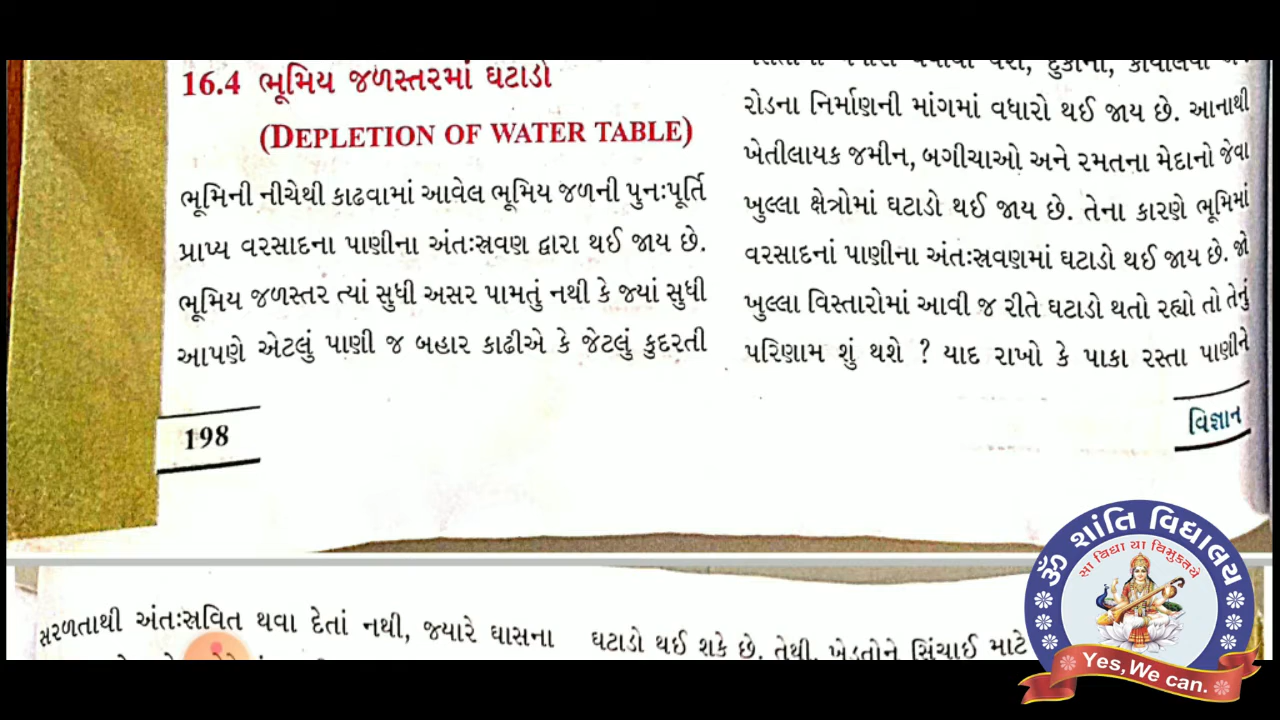 16.4 ભૂમિય જળસ્તરમાં ઘટાડો
(DEPLETION OF WATER TABLE)
ભૂમિની નીચેથી કાઢવામાં આવેલ ભૂમિય જળની પુનઃપૂર્તિ
પ્રાપ્ય વરસાદના પાણીના અંતઃસ્રવણ દ્વારા થઈ જાય છે.
ભૂમિય જળસ્તર ત્યાં સુધી અસર પામતું નથી કે જ્યાં સુધી
આપણે એટલું પાણી જ બહાર કાઢીએ કે જેટલું કુદરતી
198
રોડના નિર્માણની માંગમાં વધારો થઈ જાય છે. આનાથી
ખેતીલાયક જમીન, બગીચાઓ અને રમતના મેદાનો જેવા
ખુલ્લા ક્ષેત્રોમાં ઘટાડો થઈ જાય છે. તેના કારણે ભૂમિમાં
વરસાદનાં પાણીના અંતઃસ્રવણમાં ઘટાડો થઈ જાય છે. જો
ખુલ્લા વિસ્તારોમાં આવી જ રીતે ઘટાડો થતો રહ્યો તો તેનું
પરિણામ શું થશે ? યાદ રાખો કે પાકા રસ્તા પાણીને
વિજ્ઞાન
સરળતાથી અંતઃસવિત થવા દેતાં નથી, જ્યારે ઘાસના
ઘટાડો થઈ શકે છે. તેથી, ખેડૂતોને સિંચાઈ માટે
ૐ શાંતિ વિદ્યાલય
સા વિદ્યા યા વિમુક્તયે
Yes, We can.